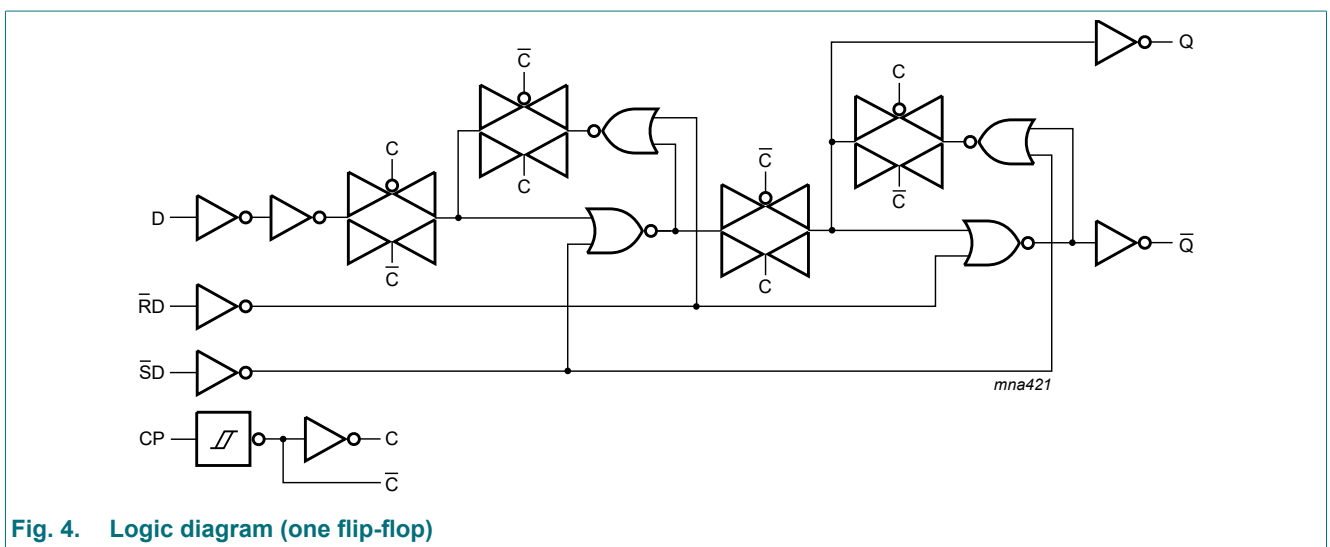 Q
C̅
C
C
C̅
C
D
C
C̅
C̅
C
Q̅
R̅D
S̅D
mna421
CP
C
C̅
Fig. 4. Logic diagram (one flip-flop)